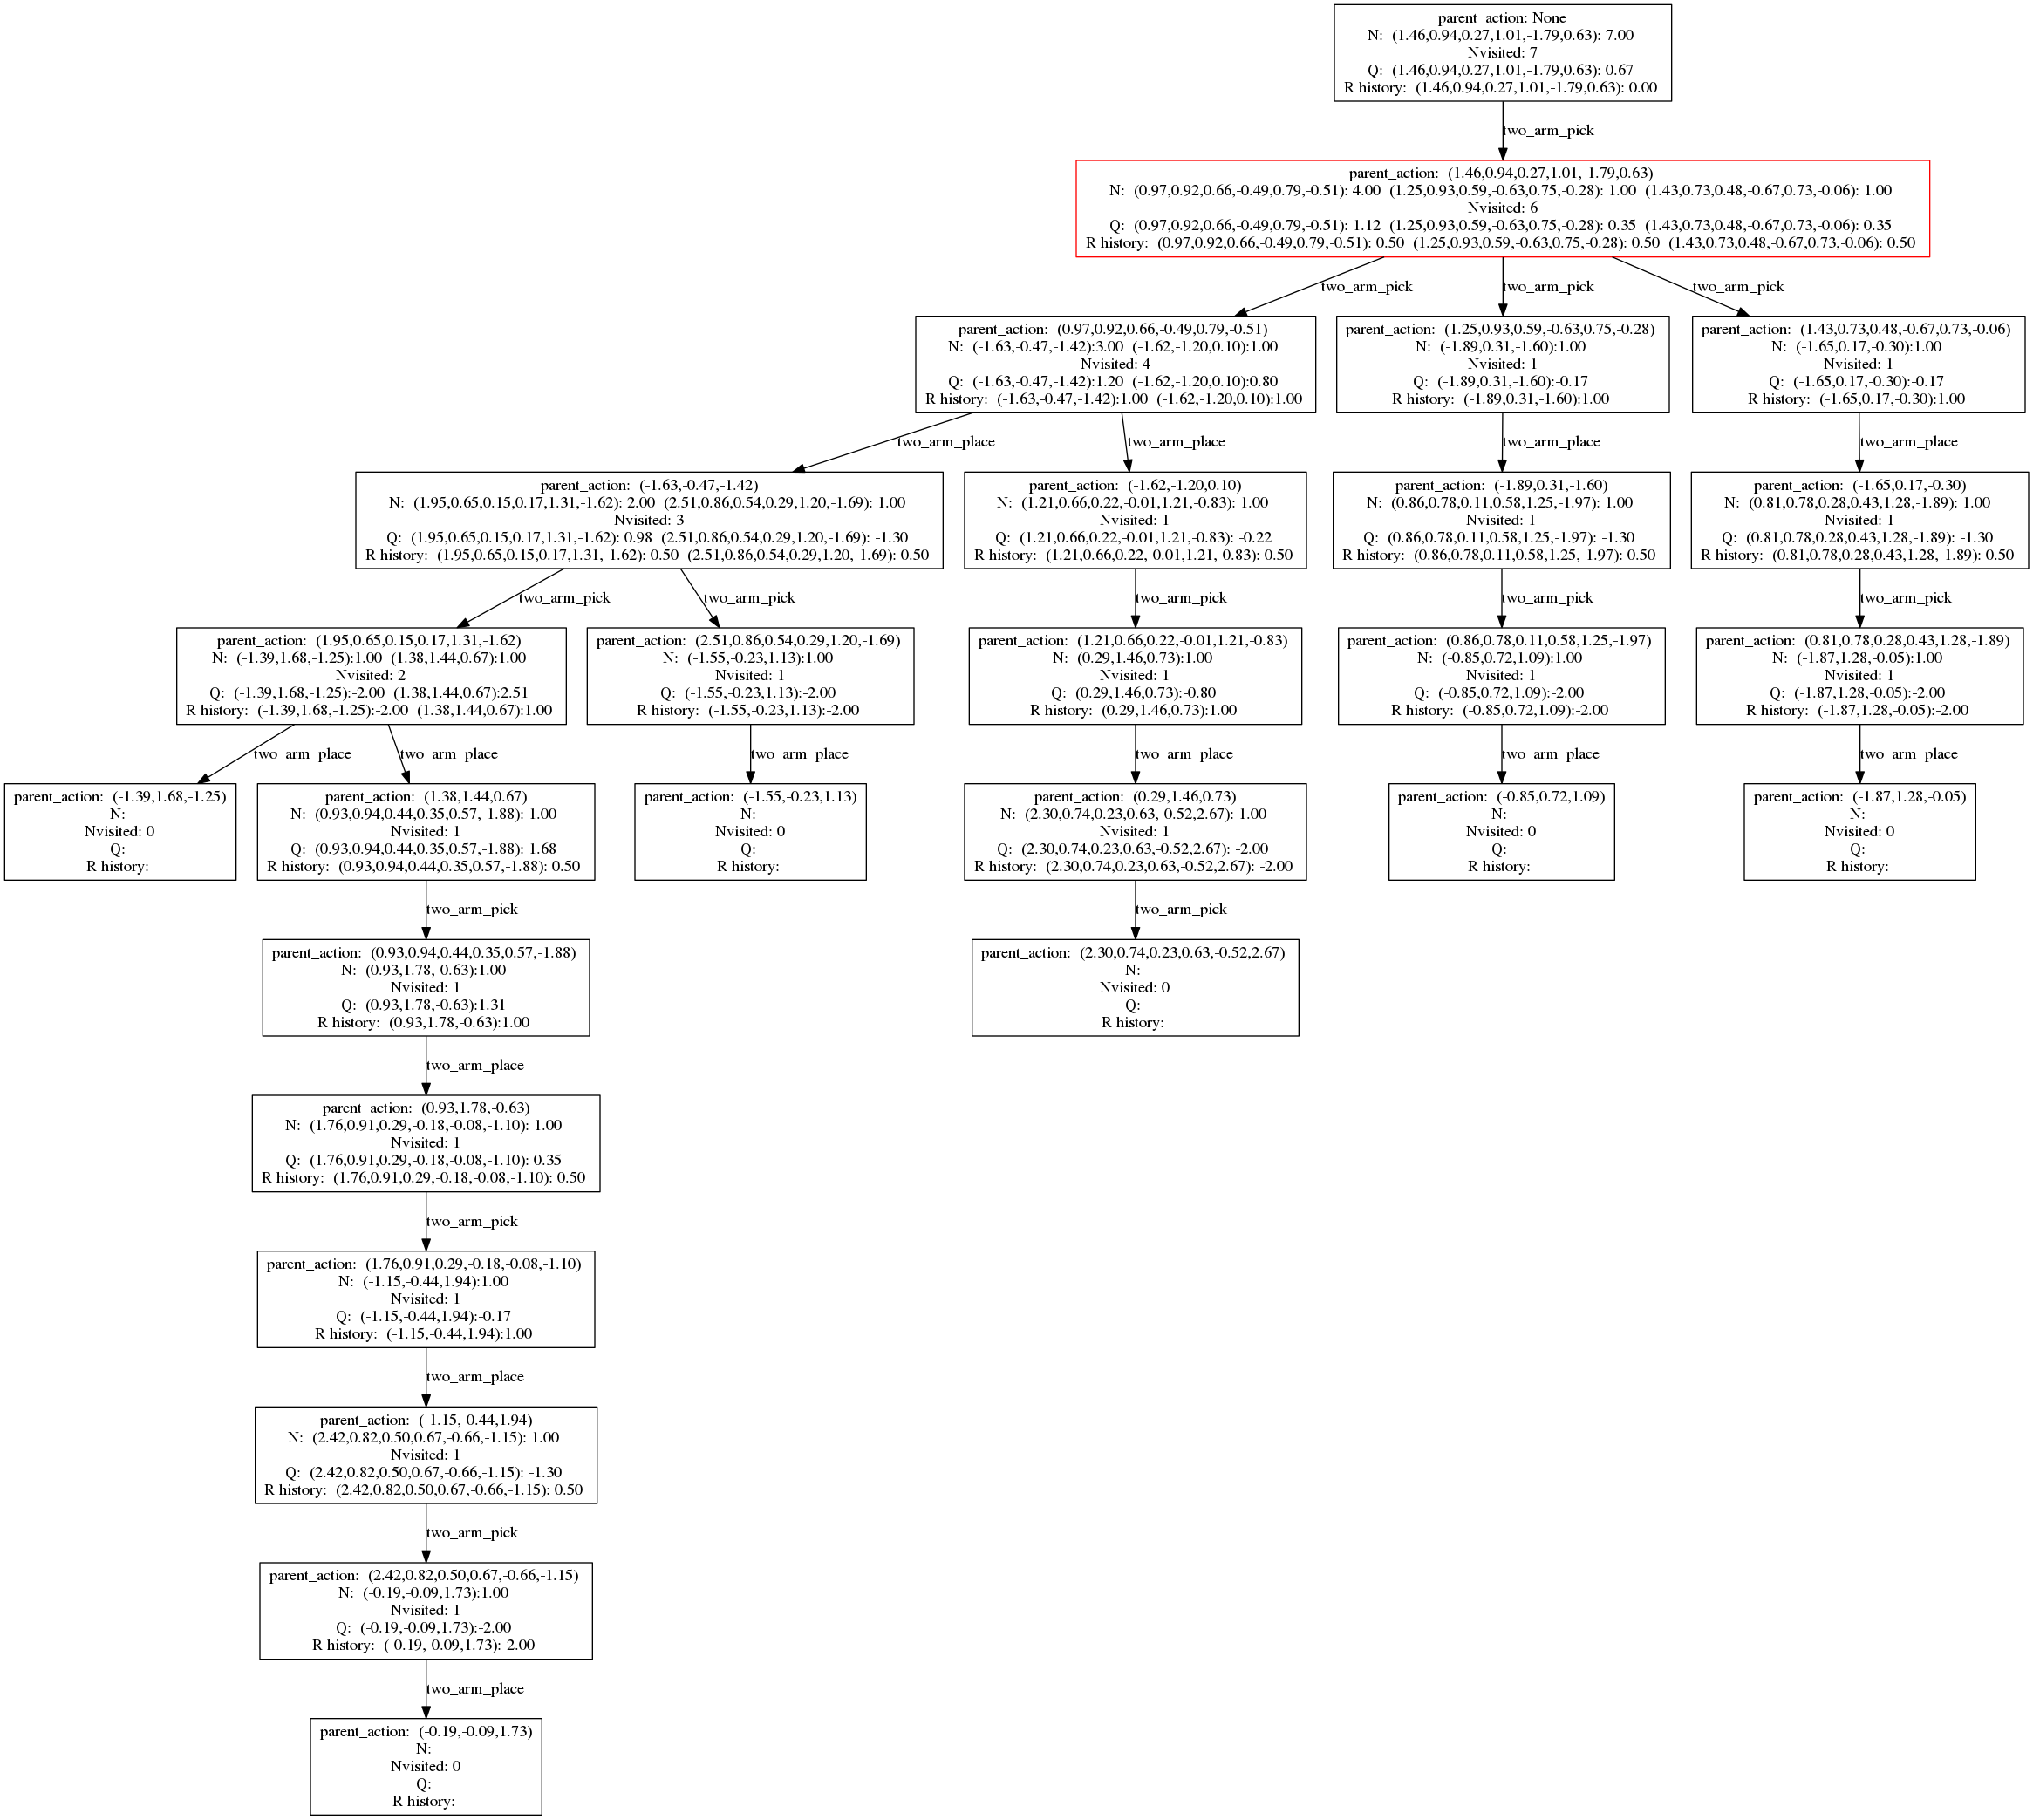 parent_action: None
N: (1.46,0.94,0.27,1.01,-1.79,0.63): 7.00
Nvisited: 7
Q: (1.46,0.94,0.27,1.01,-1.79,0.63): 0.67
R history: (1.46,0.94,0.27,1.01,-1.79,0.63): 0.00
two_arm_pick
parent_action: (1.46,0.94,0.27,1.01,-1.79,0.63)
N: (0.97,0.92,0.66,-0.49,0.79,-0.51): 4.00 (1.25,0.93,0.59,-0.63,0.75,-0.28): 1.00 (1.43,0.73,0.48,-0.67,0.73,-0.06): 1.00
Nvisited: 6
Q: (0.97,0.92,0.66,-0.49,0.79,-0.51): 1.12 (1.25,0.93,0.59,-0.63,0.75,-0.28): 0.35 (1.43,0.73,0.48,-0.67,0.73,-0.06): 0.35
R history: (0.97,0.92,0.66,-0.49,0.79,-0.51): 0.50 (1.25,0.93,0.59,-0.63,0.75,-0.28): 0.50 (1.43,0.73,0.48,-0.67,0.73,-0.06): 0.50
two_arm_pick
two_arm_pick
two_arm_pick
parent_action: (0.97,0.92,0.66,-0.49,0.79,-0.51)
N: (-1.63,-0.47,-1.42):3.00 (-1.62,-1.20,0.10):1.00
Nvisited: 4
Q: (-1.63,-0.47,-1.42):1.20 (-1.62,-1.20,0.10):0.80
R history: (-1.63,-0.47,-1.42):1.00 (-1.62,-1.20,0.10):1.00
parent_action: (1.25,0.93,0.59,-0.63,0.75,-0.28)
N: (-1.89,0.31,-1.60):1.00
Nvisited: 1
Q: (-1.89,0.31,-1.60):-0.17
R history: (-1.89,0.31,-1.60):1.00
parent_action: (1.43,0.73,0.48,-0.67,0.73,-0.06)
N: (-1.65,0.17,-0.30):1.00
Nvisited: 1
Q: (-1.65,0.17,-0.30):-0.17
R history: (-1.65,0.17,-0.30):1.00
two_arm_place
two_arm_place
two_arm_place
two_arm_place
parent_action: (-1.63,-0.47,-1.42)
N: (1.95,0.65,0.15,0.17,1.31,-1.62): 2.00 (2.51,0.86,0.54,0.29,1.20,-1.69): 1.00
Nvisited: 3
Q: (1.95,0.65,0.15,0.17,1.31,-1.62): 0.98 (2.51,0.86,0.54,0.29,1.20,-1.69): -1.30
R history: (1.95,0.65,0.15,0.17,1.31,-1.62): 0.50 (2.51,0.86,0.54,0.29,1.20,-1.69): 0.50
parent_action: (-1.62,-1.20,0.10)
N: (1.21,0.66,0.22,-0.01,1.21,-0.83): 1.00
Nvisited: 1
Q: (1.21,0.66,0.22,-0.01,1.21,-0.83): -0.22
R history: (1.21,0.66,0.22,-0.01,1.21,-0.83): 0.50
parent_action: (-1.89,0.31,-1.60)
N: (0.86,0.78,0.11,0.58,1.25,-1.97): 1.00
Nvisited: 1
Q: (0.86,0.78,0.11,0.58,1.25,-1.97): -1.30
R history: (0.86,0.78,0.11,0.58,1.25,-1.97): 0.50
parent_action: (-1.65,0.17,-0.30)
N: (0.81,0.78,0.28,0.43,1.28,-1.89): 1.00
Nvisited: 1
Q: (0.81,0.78,0.28,0.43,1.28,-1.89): -1.30
R history: (0.81,0.78,0.28,0.43,1.28,-1.89): 0.50
two_arm_pick
two_arm_pick
two_arm_pick
two_arm_pick
two_arm_pick
parent_action: (1.95,0.65,0.15,0.17,1.31,-1.62)
N: (-1.39,1.68,-1.25):1.00 (1.38,1.44,0.67):1.00
Nvisited: 2
Q: (-1.39,1.68,-1.25):-2.00 (1.38,1.44,0.67):2.51
R history: (-1.39,1.68,-1.25):-2.00 (1.38,1.44,0.67):1.00
parent_action: (2.51,0.86,0.54,0.29,1.20,-1.69)
N: (-1.55,-0.23,1.13):1.00
Nvisited: 1
Q: (-1.55,-0.23,1.13):-2.00
R history: (-1.55,-0.23,1.13):-2.00
parent_action: (1.21,0.66,0.22,-0.01,1.21,-0.83)
N: (0.29,1.46,0.73):1.00
Nvisited: 1
Q: (0.29,1.46,0.73):-0.80
R history: (0.29,1.46,0.73):1.00
parent_action: (0.86,0.78,0.11,0.58,1.25,-1.97)
N: (-0.85,0.72,1.09):1.00
Nvisited: 1
Q: (-0.85,0.72,1.09):-2.00
R history: (-0.85,0.72,1.09):-2.00
parent_action: (0.81,0.78,0.28,0.43,1.28,-1.89)
N: (-1.87,1.28,-0.05):1.00
Nvisited: 1
Q: (-1.87,1.28,-0.05):-2.00
R history: (-1.87,1.28,-0.05):-2.00
two_arm_place
two_arm_place
two_arm_place
two_arm_place
two_arm_place
two_arm_place
parent_action: (-1.39,1.68,-1.25)
N:
Nvisited: 0
Q:
R history:
parent_action: (1.38,1.44,0.67)
N: (0.93,0.94,0.44,0.35,0.57,-1.88): 1.00
Nvisited: 1
Q: (0.93,0.94,0.44,0.35,0.57,-1.88): 1.68
R history: (0.93,0.94,0.44,0.35,0.57,-1.88): 0.50
parent_action: (-1.55,-0.23,1.13)
N:
Nvisited: 0
Q:
R history:
parent_action: (0.29,1.46,0.73)
N: (2.30,0.74,0.23,0.63,-0.52,2.67): 1.00
Nvisited: 1
Q: (2.30,0.74,0.23,0.63,-0.52,2.67): -2.00
R history: (2.30,0.74,0.23,0.63,-0.52,2.67): -2.00
parent_action: (-0.85,0.72,1.09)
N:
Nvisited: 0
Q:
R history:
parent_action: (-1.87,1.28,-0.05)
N:
Nvisited: 0
Q:
R history:
two_arm_pick
two_arm_pick
parent_action: (0.93,0.94,0.44,0.35,0.57,-1.88)
N: (0.93,1.78,-0.63):1.00
Nvisited: 1
Q: (0.93,1.78,-0.63):1.31
R history: (0.93,1.78,-0.63):1.00
parent_action: (2.30,0.74,0.23,0.63,-0.52,2.67)
N:
Nvisited: 0
Q:
R history:
two_arm_place
parent_action: (0.93,1.78,-0.63)
N: (1.76,0.91,0.29,-0.18,-0.08,-1.10): 1.00
Nvisited: 1
Q: (1.76,0.91,0.29,-0.18,-0.08,-1.10): 0.35
R history: (1.76,0.91,0.29,-0.18,-0.08,-1.10): 0.50
two_arm_pick
parent_action: (1.76,0.91,0.29,-0.18,-0.08,-1.10)
N: (-1.15,-0.44,1.94):1.00
Nvisited: 1
Q: (-1.15,-0.44,1.94):-0.17
R history: (-1.15,-0.44,1.94):1.00
two_arm_place
parent_action: (-1.15,-0.44,1.94)
N: (2.42,0.82,0.50,0.67,-0.66,-1.15): 1.00
Nvisited: 1
Q: (2.42,0.82,0.50,0.67,-0.66,-1.15): -1.30
R history: (2.42,0.82,0.50,0.67,-0.66,-1.15): 0.50
two_arm_pick
parent_action: (2.42,0.82,0.50,0.67,-0.66,-1.15)
N: (-0.19,-0.09,1.73):1.00
Nvisited: 1
Q: (-0.19,-0.09,1.73):-2.00
R history: (-0.19,-0.09,1.73):-2.00
two_arm_place
parent_action: (-0.19,-0.09,1.73)
N:
Nvisited: 0
Q:
R history: